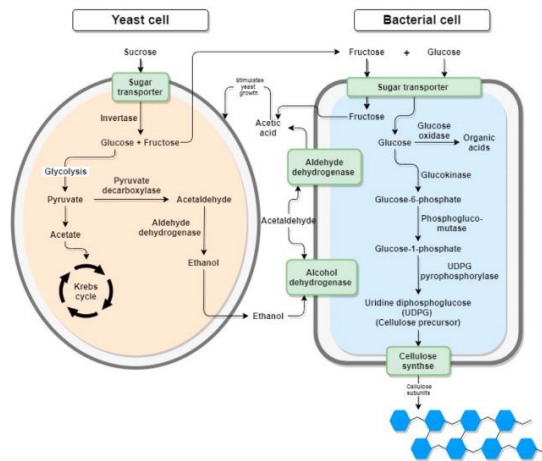 Yeast cell
Bacterial cell
Sucrose
Sugar
transporter
Invertase
Glucose + Fructose
Glycolysis
Pyruvate
decarboxylase
Pyruvate
Acetaldehyde
Aldehyde
dehydrogenase
Acetate
Ethanol
Krebs
cycle
Ethanol
Stimulates
yeast
growth
Acetic
acid
Aldehyde
dehydrogenase
Acetaldehyde
Alcohol
dehydrogenase
Fructose + Glucose
Sugar transporter
Fructose
Glucose
oxidase
Glucose
Organic
acids
Glucokinase
Glucose-6-phosphate
Phosphogluco-
mutase
Glucose-1-phosphate
UDPG
pyrophosphorylase
Uridine diphosphoglucose
(UDPG)
(Cellulose precursor)
Cellulose
synthse
Cellulose
subunits